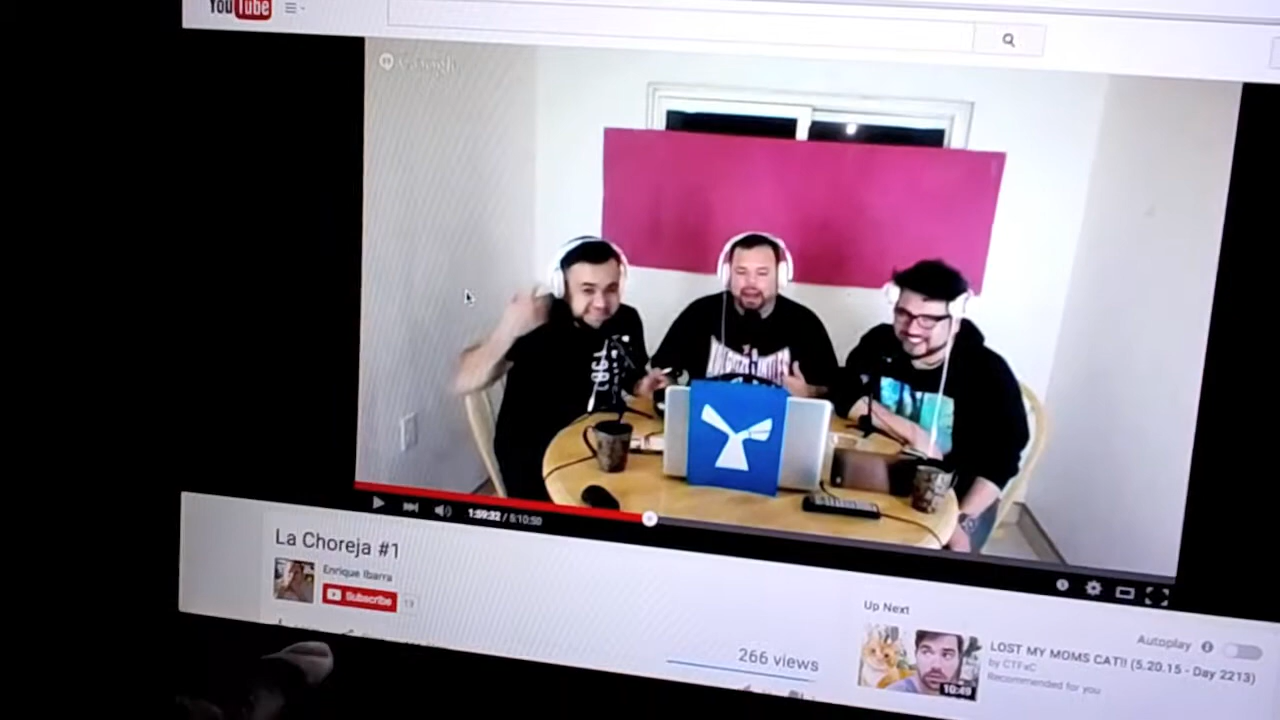 YouTube
1:59:32 / 5:10:50
La Choreja #1
Enrique Ibarra
Subscribe
13
266 views
Up Next
Autoplay
LOST MY MOMS CAT!! (5.20.15 - Day 2213)
by CTFxC
Recommended for you
10:49